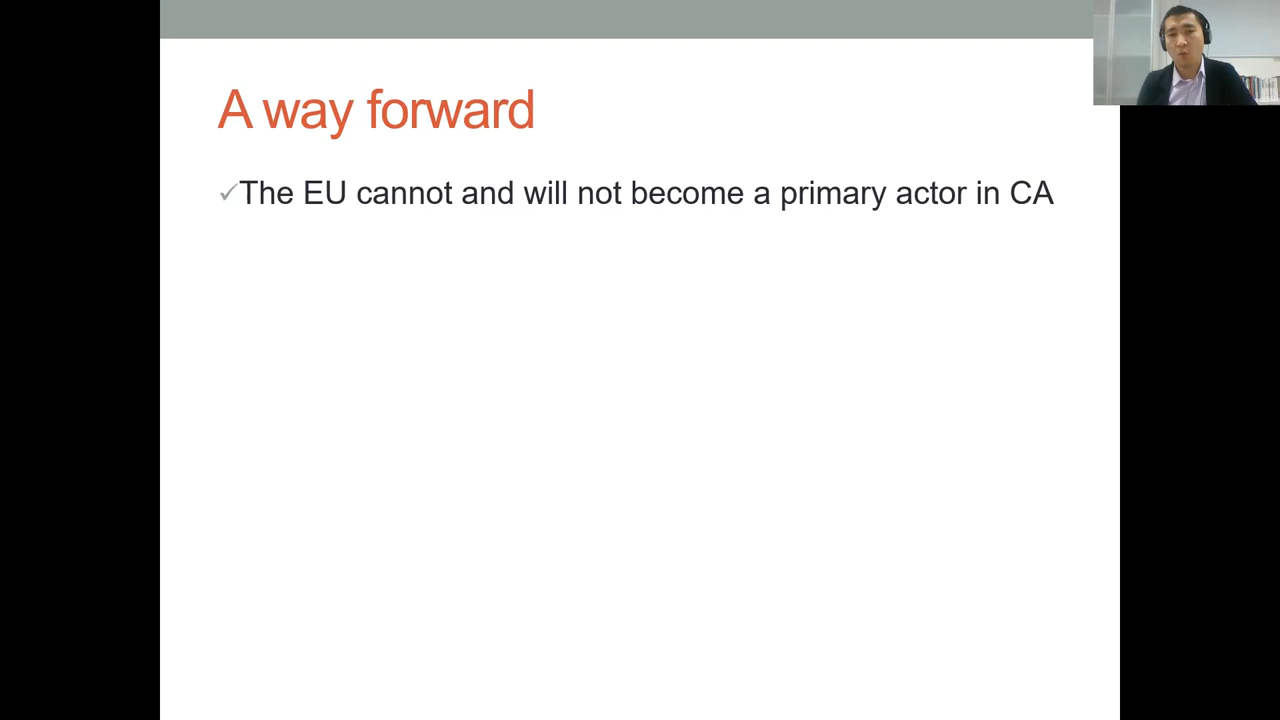 A way forward
✓The EU cannot and will not become a primary actor in CA